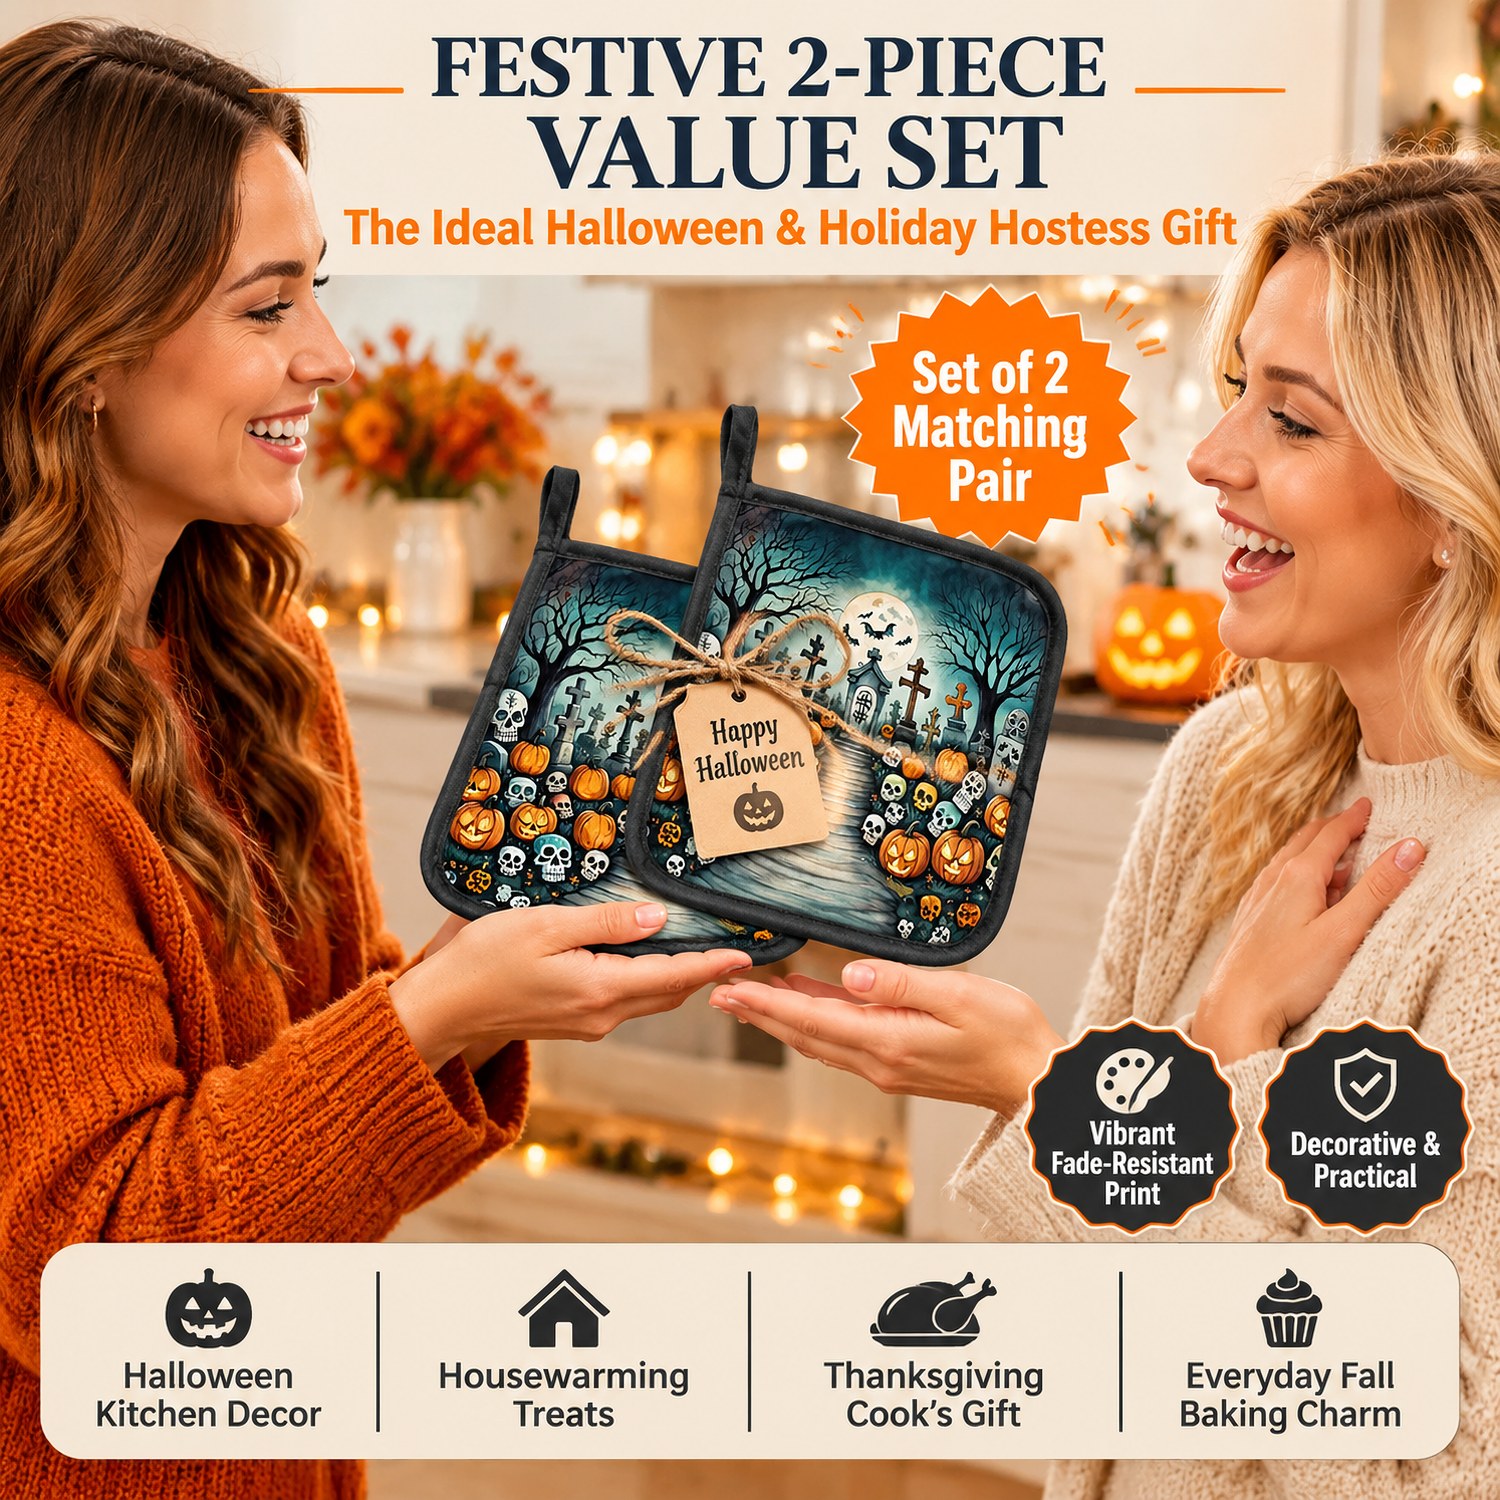 FESTIVE 2-PIECE
VALUE SET
The Ideal Halloween & Holiday Hostess Gift
Set of 2
Matching
Pair
Happy
Halloween
Vibrant
Fade-Resistant
Print
Decorative &
Practical
Halloween
Kitchen Decor
Housewarming
Treats
Thanksgiving
Cook's Gift
Everyday Fall
Baking Charm